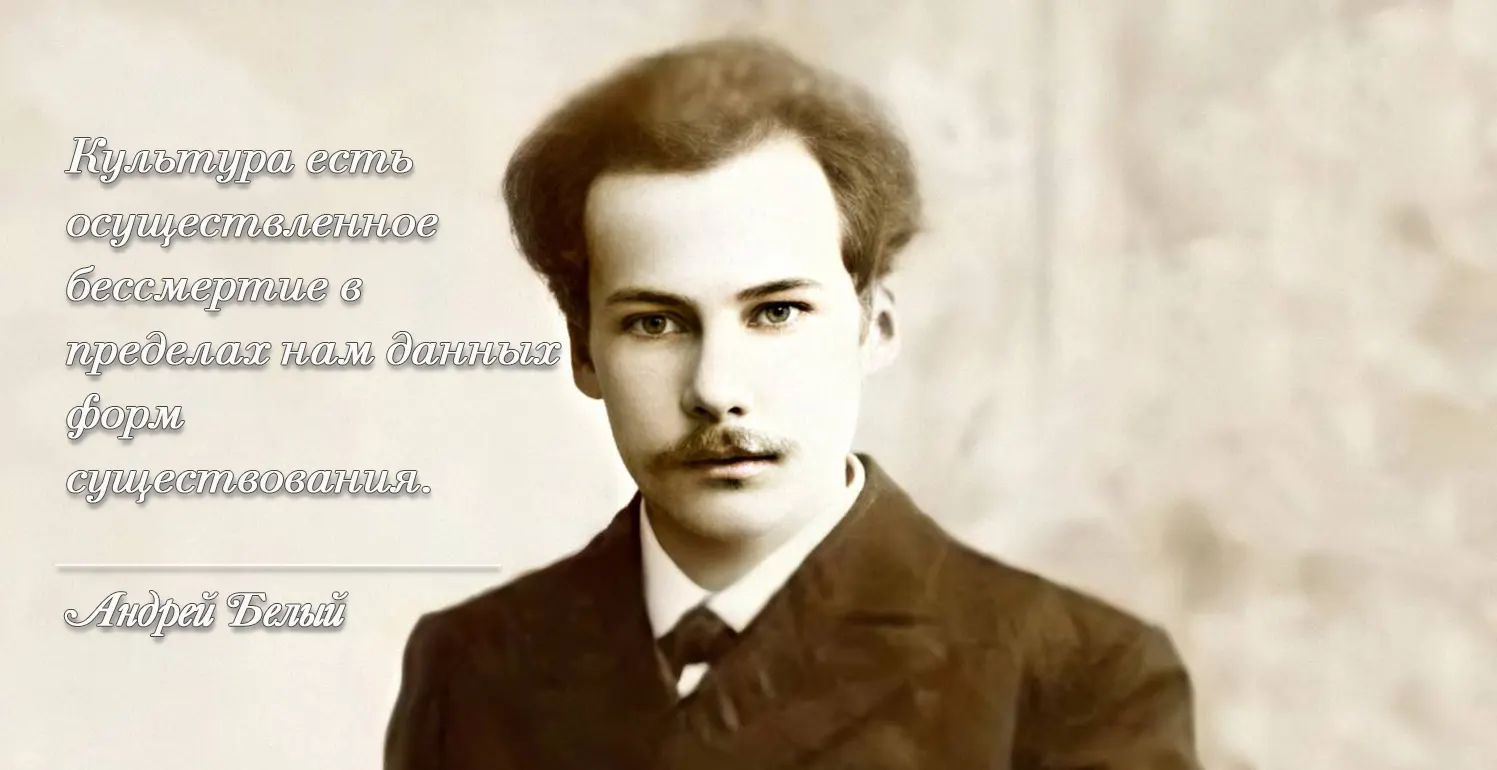 Культура есть
осуществленное
бессмертие в
пределах нам данных
форм
существования.
Андрей Белый